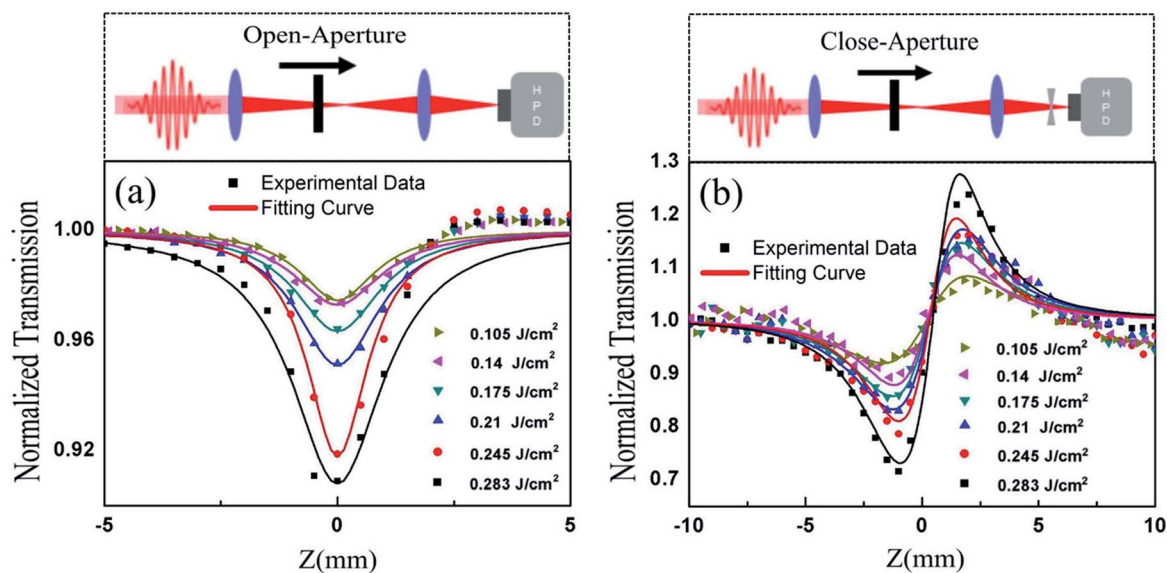 Open-Aperture
H
P
D
Close-Aperture
H
P
D
(a)
Experimental Data
Fitting Curve
1.00
0.96
0.92
Normalized Transmission
0.105 J/cm²
0.14 J/cm²
0.175 J/cm²
0.21 J/cm²
0.245 J/cm²
0.283 J/cm²
-5
0
5
Z(mm)
(b)
Experimental Data
Fitting Curve
1.3
1.2
1.1
1.0
0.9
0.8
0.7
Normalized Transmission
0.105 J/cm²
0.14 J/cm²
0.175 J/cm²
0.21 J/cm²
0.245 J/cm²
0.283 J/cm²
-10
-5
0
5
10
Z(mm)